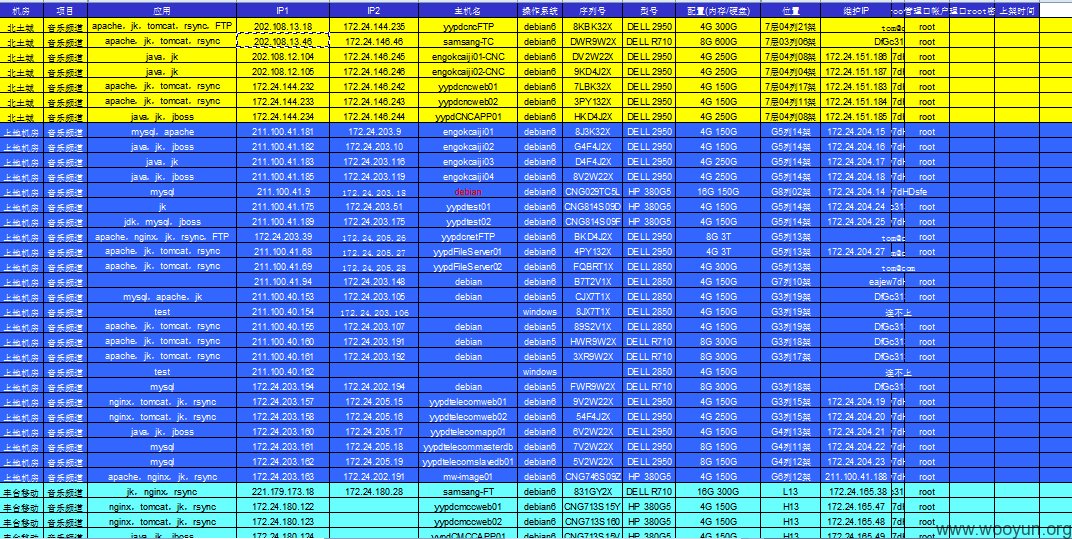 机房 项目 应用 IP1 IP2 主机名 操作系统 序列号 型号 配置(内存/硬盘) 位置 维护IP 管理口账户 理口root密 上架时间
北土城 音乐频道 apache, jk, tomcat, rsync, FTP 202.108.13.18 172.24.144.235 yypdcncFTP debian6 8KBK32X DELL 2950 4G 300G 7层04列21架 root
北土城 音乐频道 apache, jk, tomcat, rsync 202.108.13.46 172.24.146.46 samsang-TC debian6 DWR9W2X DELL R710 8G 600G 7层03列06架 root
北土城 音乐频道 java, jk 202.108.12.104 172.24.146.245 engokcaiji01-CNC debian6 DV2W22X DELL 2950 4G 250G 7层04列08架 172.24.151.186 root
北土城 音乐频道 java, jk 202.108.12.105 172.24.146.246 engokcaiji02-CNC debian6 9KD4J2X DELL 2950 4G 250G 7层04列04架 172.24.151.187 root
北土城 音乐频道 apache, jk, tomcat, rsync 172.24.144.232 172.24.146.242 yypdcncweb01 debian6 7LBK32X DELL 2950 4G 150G 7层04列17架 172.24.151.183 root
北土城 音乐频道 apache, jk, tomcat, rsync 172.24.144.233 172.24.146.243 yypdcncweb02 debian6 3PY132X DELL 2950 4G 150G 7层04列11架 172.24.151.184 root
北土城 音乐频道 java, jk, jboss 172.24.144.234 172.24.146.244 yypdCNCAPP01 debian6 HKD4J2X DELL 2950 4G 250G 7层04列08架 172.24.151.185 root
上地机房 音乐频道 mysql, apache 211.100.41.181 172.24.203.9 engokcaiji01 debian6 8J3K32X DELL 2950 4G 150G G5列14架 172.24.204.15 root
上地机房 音乐频道 java, jk, jboss 211.100.41.182 172.24.203.10 engokcaiji02 debian6 G4F4J2X DELL 2950 4G 250G G5列14架 172.24.204.16 root
上地机房 音乐频道 java, jk 211.100.41.183 172.24.203.116 engokcaiji03 debian6 D4F4J2X DELL 2950 4G 250G G5列14架 172.24.204.17 root
上地机房 音乐频道 java, jk, jboss 211.100.41.185 172.24.203.119 engokcaiji04 debian6 8V2W22X DELL 2950 4G 250G G5列14架 172.24.204.18 root
上地机房 音乐频道 mysql 211.100.41.9 172.24.203.18 debian debian6 CNG029TC5L HP 380G5 16G 150G G8列02架 172.24.204.14 root
上地机房 音乐频道 jk 211.100.41.175 172.24.203.51 yypdtest01 debian6 CNG814S09D HP 380G5 4G 150G G5列14架 172.24.204.24 root
上地机房 音乐频道 jdk, mysql, jboss 211.100.41.189 172.24.203.175 yypdtest02 debian6 CNG814S09F HP 380G5 4G 150G G5列14架 172.24.204.25 root
上地机房 音乐频道 apache, nginx, jk, rsync, FTP 172.24.203.39 172.24.205.26 yypdcnetFTP debian6 BKD4J2X DELL 2950 8G 3T G5列13架 root
上地机房 音乐频道 apache, jk, tomcat, rsync 211.100.41.68 172.24.205.27 yypdFileServer01 debian6 4PY132X DELL 2950 4G 3T G5列13架 172.24.204.27 root
上地机房 音乐频道 apache, jk, tomcat, rsync 211.100.41.69 172.24.205.28 yypdFileServer02 debian6 FQBRT1X DELL 2850 4G 300G G5列14架 root
上地机房 音乐频道 211.100.41.94 172.24.203.148 debian6 B7T2V1X DELL 2850 4G 150G G7列10架 root
上地机房 音乐频道 mysql, apache, jk 211.100.40.153 172.24.203.105 debian debian5 CJX7T1X DELL 2850 4G 150G G3列19架 root
上地机房 音乐频道 test 211.100.40.154 172.24.203.106 windows 8JX7T1X DELL 2850 4G 150G G3列19架 连不上
上地机房 音乐频道 apache, jk, tomcat, rsync 211.100.40.155 172.24.203.107 debian debian5 89S2V1X DELL 2850 4G 150G G3列19架 root
上地机房 音乐频道 apache, jk, tomcat, rsync 211.100.40.160 172.24.203.191 debian debian5 HWR9W2X DELL R710 8G 300G G3列18架 root
上地机房 音乐频道 apache, jk, tomcat, rsync 211.100.40.161 172.24.203.192 debian debian5 3XR9W2X DELL R710 8G 300G G3列17架 root
上地机房 音乐频道 test 211.100.40.162 windows DELL 2850 4G 150G 连不上
上地机房 音乐频道 mysql 172.24.203.194 172.24.202.194 debian debian5 FWR9W2X DELL R710 8G 300G G3列18架 root
上地机房 音乐频道 nginx, tomcat, jk, rsync 172.24.203.157 172.24.205.15 yypdtelecomweb01 debian6 9V2W22X DELL 2950 4G 150G G3列15架 172.24.204.19 root
上地机房 音乐频道 nginx, tomcat, jk, rsync 172.24.203.158 172.24.205.16 yypdtelecomweb02 debian6 54F4J2X DELL 2950 4G 250G G3列15架 172.24.204.20 root
上地机房 音乐频道 java, jk, jboss 172.24.203.160 172.24.205.17 yypdtelecomapp01 debian6 6V2W22X DELL 2950 4G 150G G4列13架 172.24.204.21 root
上地机房 音乐频道 mysql 172.24.203.161 172.24.205.18 yypdtelecommasterdb debian6 7V2W22X DELL 2950 8G 150G G4列11架 172.24.204.22 root
上地机房 音乐频道 mysql 172.24.203.162 172.24.205.19 yypdtelecomslavedb01 debian6 5V2W22X DELL 2950 8G 150G G4列12架 172.24.204.23 root
上地机房 音乐频道 apache, nginx, jk, rsync 172.24.203.163 172.24.202.191 mw-image01 debian6 CNG746S09Z HP 380G5 4G 150G G6列12架 211.100.41.188 root
丰台移动 音乐频道 jk, nginx, rsync 221.179.173.18 172.24.180.28 samsang-FT debian6 831GY2X DELL R710 16G 300G L13 172.24.165.38 root
丰台移动 音乐频道 nginx, tomcat, jk, rsync 172.24.180.122 yypdcmccweb01 debian6 CNG713S15Y HP 380G5 4G 150G H13 172.24.165.47 root
丰台移动 音乐频道 nginx, tomcat, jk, rsync 172.24.180.123 yypdcmccweb02 debian6 CNG713S160 HP 380G5 4G 150G H13 172.24.165.48 root
丰台移动 音乐频道 java, jk, jboss 172.24.180.124 yypdCMCCAPP01 debian6 CNG713S15V HP 380G5 4G 150G H13 172.24.165.49 root
www.wooyun.org